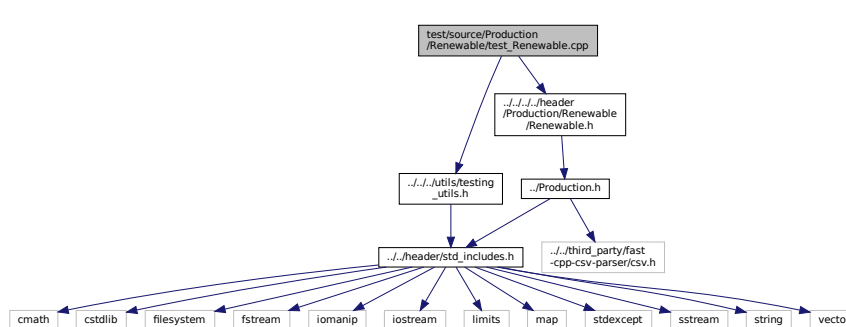 test/source/Production
/Renewable/test_Renewable.cpp
../../../../header
/Production/Renewable
/Renewable.h
../../../utils/testing
_utils.h
../Production.h
../../header/std_includes.h
../../third_party/fast
-cpp-csv-parser/csv.h
cmath
cstdlib
filesystem
fstream
iomanip
iostream
limits
map
stdexcept
sstream
string
vecto